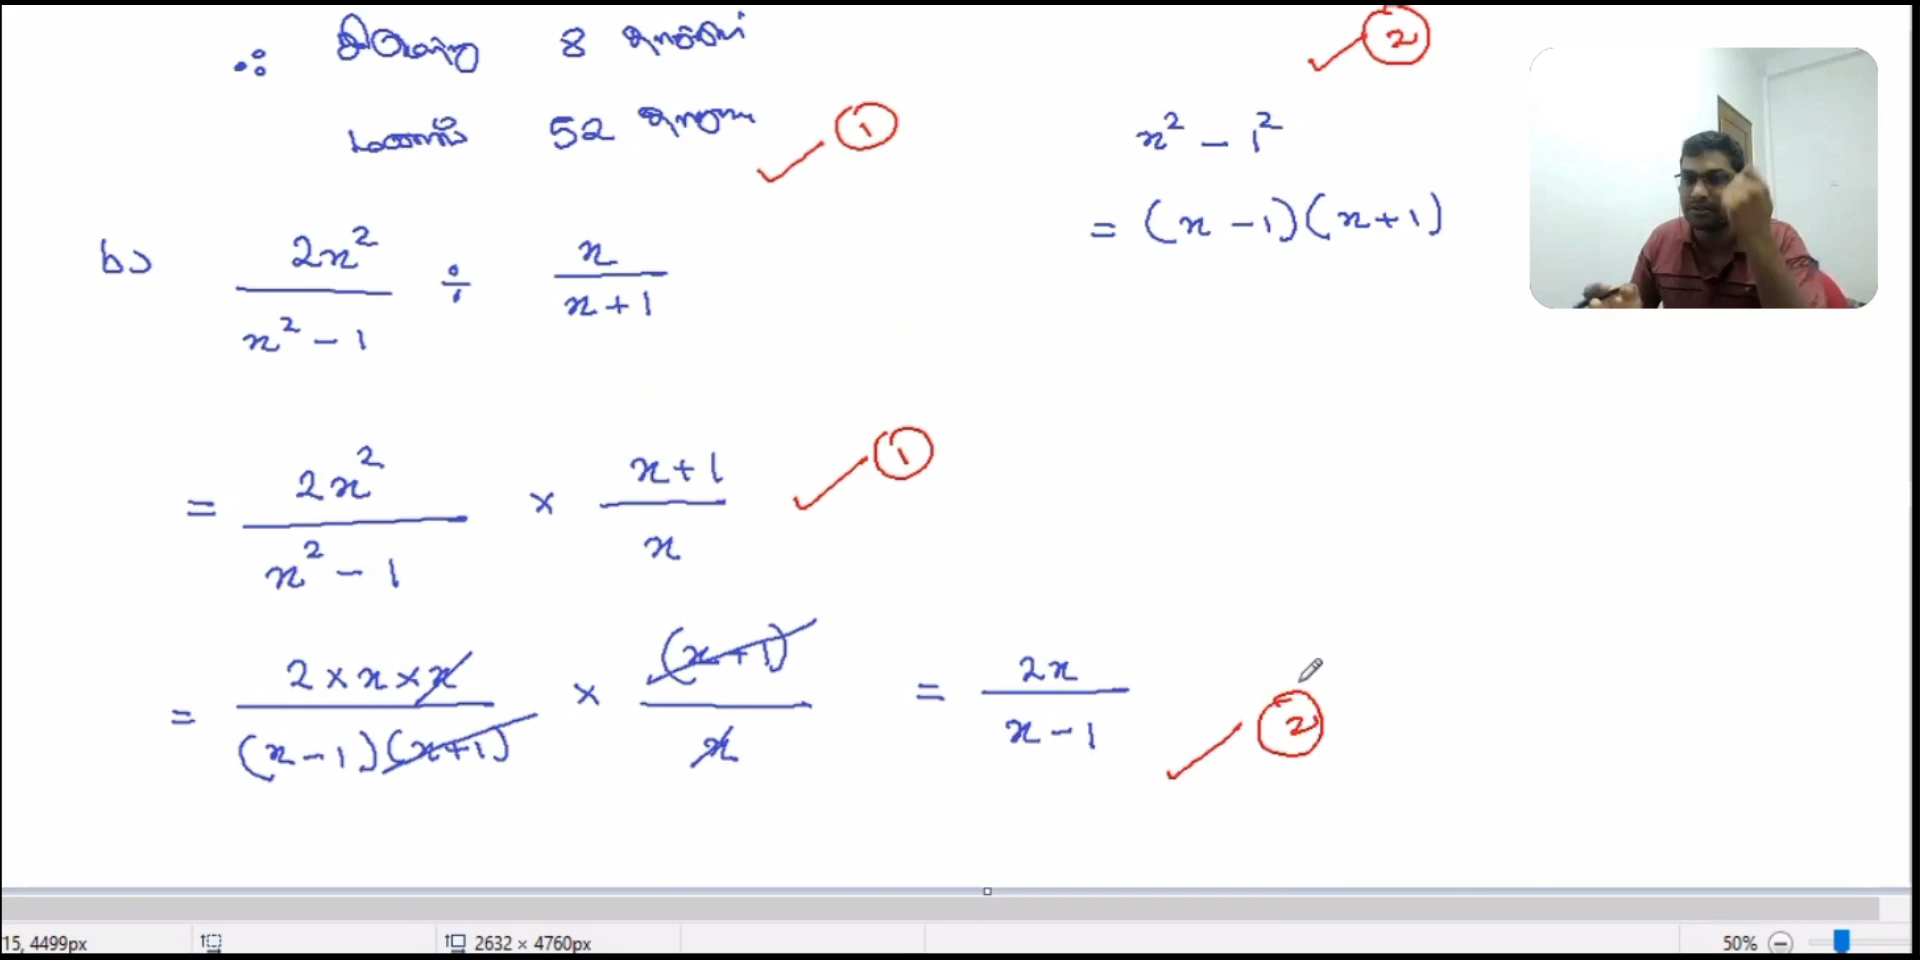 ∴ 8
52 ①
②
x² - 1²
= (x - 1)(x + 1)
b) 2x² / (x² - 1) ÷ x / (x + 1)
= 2x² / (x² - 1) × (x + 1) / x ①
= 2 × x × x / ((x - 1)(x + 1)) × (x + 1) / x = 2x / (x - 1) ②
15, 4499px 2632 × 4760px 50%